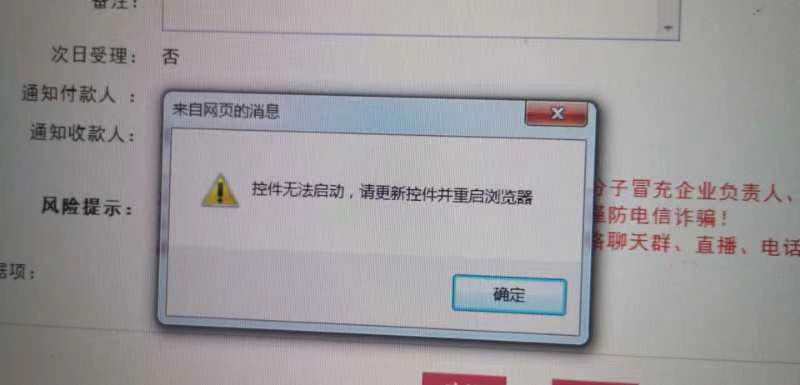 备注：
次日受理： 否
通知付款人 ：
通知收款人：
来自网页的消息
控件无法启动，请更新控件并重启浏览器
确定
风险提示：
分子冒充企业负责人、
谨防电信诈骗！
络聊天群、直播、电话
据项：